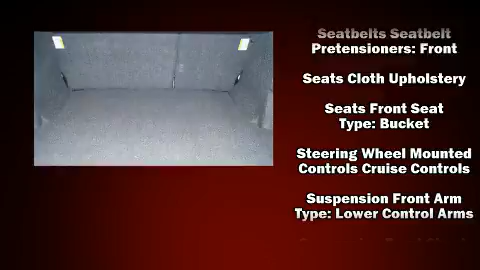 Seatbelts Seatbelt
Pretensioners: Front
Seats Cloth Upholstery
Seats Front Seat
Type: Bucket
Steering Wheel Mounted
Controls Cruise Controls
Suspension Front Arm
Type: Lower Control Arms